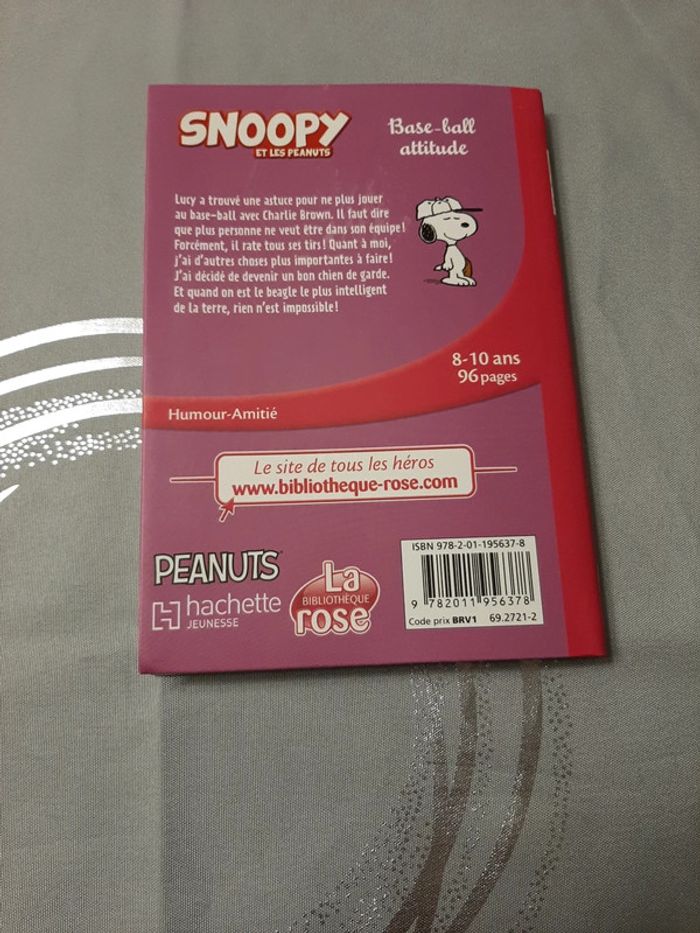 SNOOPY
ET LES PEANUTS
Base-ball
attitude
Lucy a trouvé une astuce pour ne plus jouer
au base-ball avec Charlie Brown. Il faut dire
que plus personne ne veut être dans son équipe!
Forcément, il rate tous ses tirs! Quant à moi,
j'ai d'autres choses plus importantes à faire!
J'ai décidé de devenir un bon chien de garde.
Et quand on est le beagle le plus intelligent
de la terre, rien n'est impossible!
8-10 ans
96 pages
Humour-Amitié
Le site de tous les héros
www.bibliotheque-rose.com
PEANUTS
hachette
JEUNESSE
La
BIBLIOTHÈQUE
rose
ISBN 978-2-01-195637-8
9 782011 956378
Code prix BRV1 69.2721-2